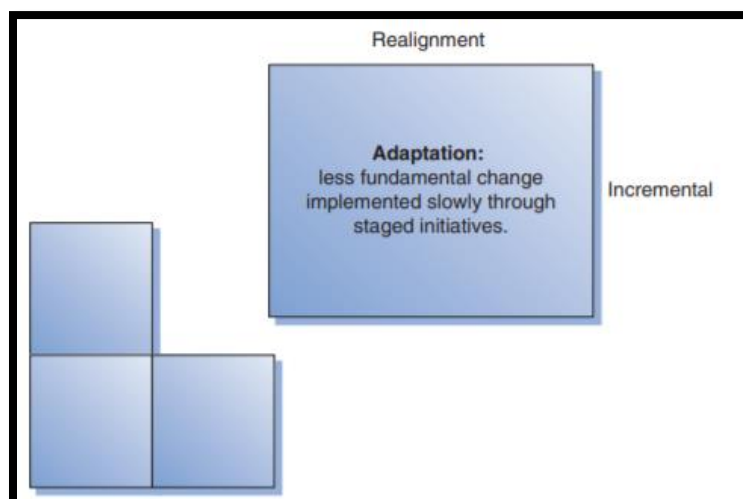 Realignment
Adaptation:
less fundamental change
implemented slowly through
staged initiatives.
Incremental